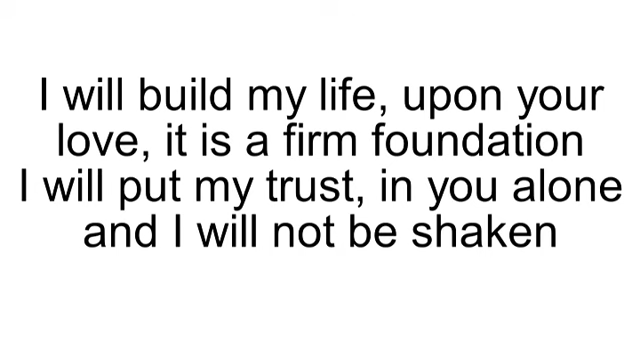 I will build my life, upon your
love, it is a firm foundation
I will put my trust, in you alone
and I will not be shaken